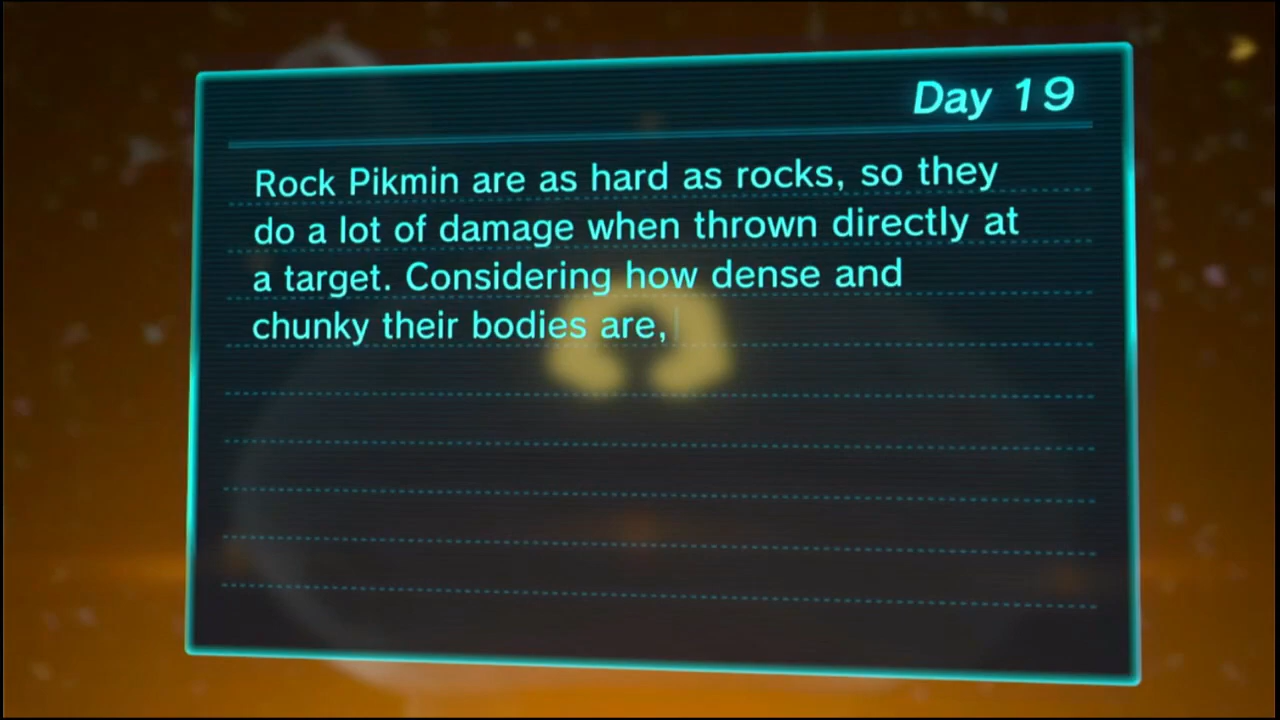 Day 19
Rock Pikmin are as hard as rocks, so they
do a lot of damage when thrown directly at
a target. Considering how dense and
chunky their bodies are,